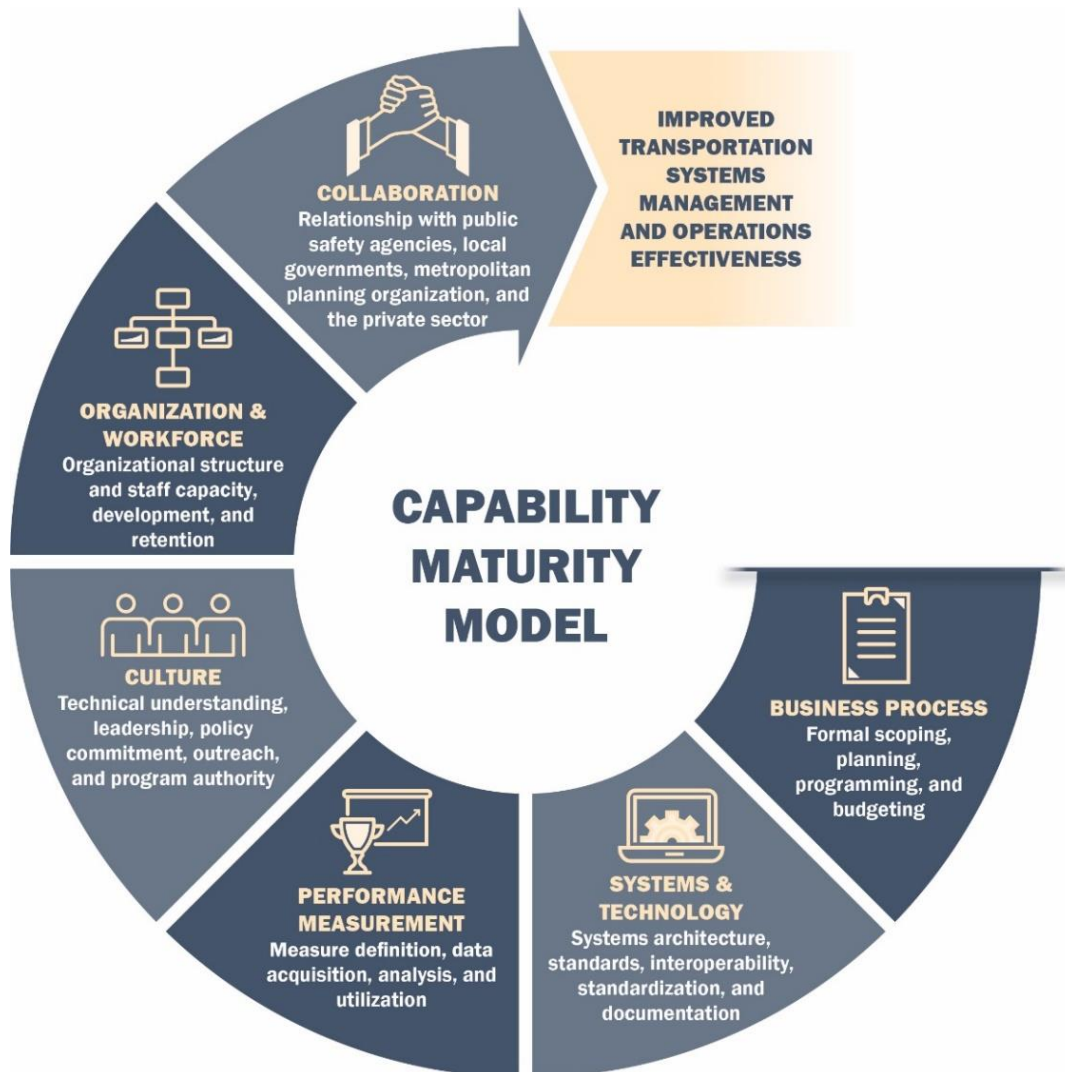 COLLABORATION
Relationship with public
safety agencies, local
governments, metropolitan
planning organization, and
the private sector
IMPROVED
TRANSPORTATION
SYSTEMS
MANAGEMENT
AND OPERATIONS
EFFECTIVENESS
ORGANIZATION &
WORKFORCE
Organizational structure
and staff capacity,
development, and
retention
CAPABILITY
MATURITY
MODEL
CULTURE
Technical understanding,
leadership, policy
commitment, outreach,
and program authority
BUSINESS PROCESS
Formal scoping,
planning,
programming, and
budgeting
PERFORMANCE
MEASUREMENT
Measure definition, data
acquisition, analysis, and
utilization
SYSTEMS &
TECHNOLOGY
Systems architecture,
standards, interoperability,
standardization, and
documentation